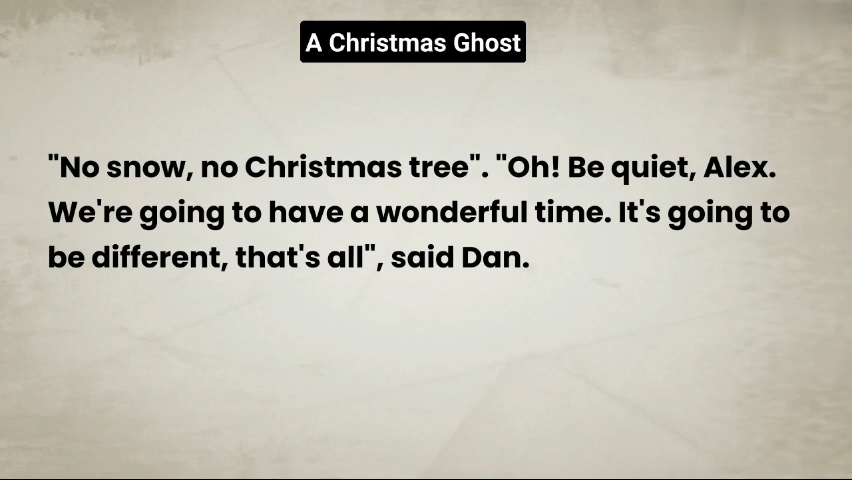 A Christmas Ghost
"No snow, no Christmas tree". "Oh! Be quiet, Alex.
We're going to have a wonderful time. It's going to
be different, that's all", said Dan.